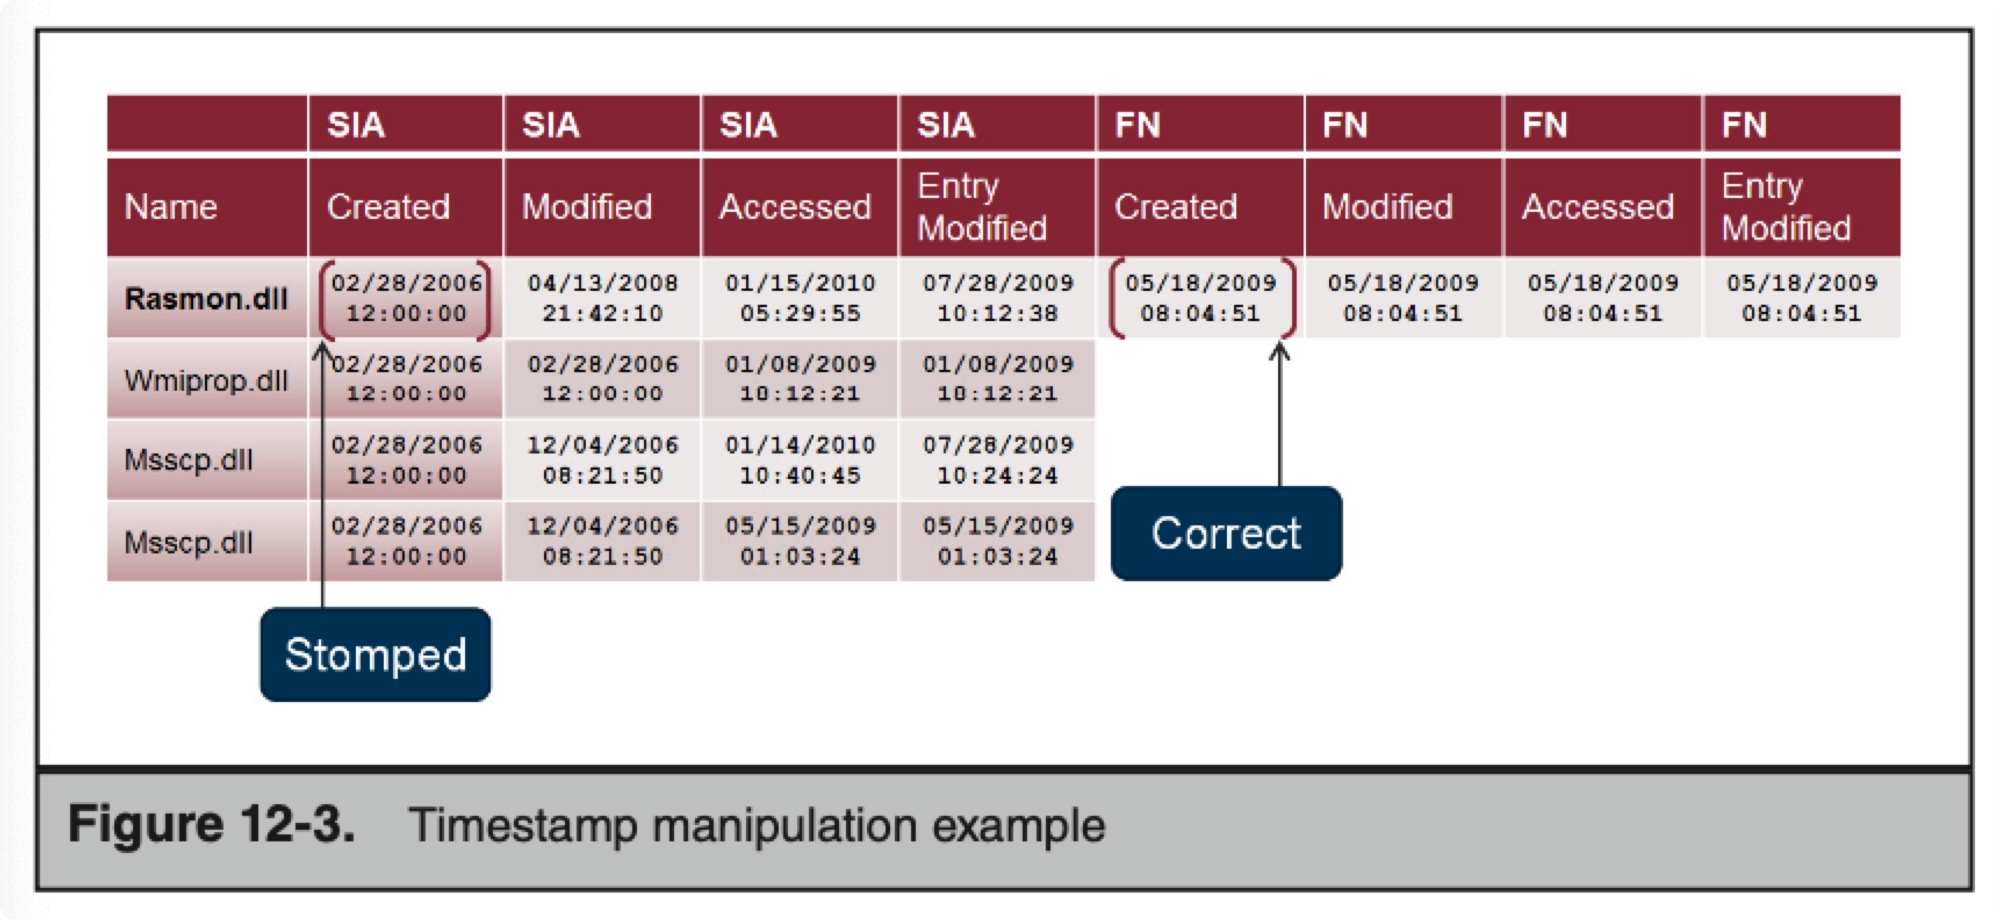 SIA SIA SIA SIA FN FN FN FN
Name Created Modified Accessed Entry Modified Created Modified Accessed Entry Modified
Rasmon.dll 02/28/2006 12:00:00 04/13/2008 21:42:10 01/15/2010 05:29:55 07/28/2009 10:12:38 05/18/2009 08:04:51 05/18/2009 08:04:51 05/18/2009 08:04:51 05/18/2009 08:04:51
Wmiprop.dll 02/28/2006 12:00:00 02/28/2006 12:00:00 01/08/2009 18:12:21 01/08/2009 18:12:21
Msscp.dll 02/28/2006 12:00:00 12/04/2006 08:21:50 01/14/2010 10:40:45 07/28/2009 10:24:24
Msscp.dll 02/28/2006 12:00:00 12/04/2006 08:21:50 05/15/2009 01:03:24 05/15/2009 01:03:24
Correct
Stomped
Figure 12-3. Timestamp manipulation example